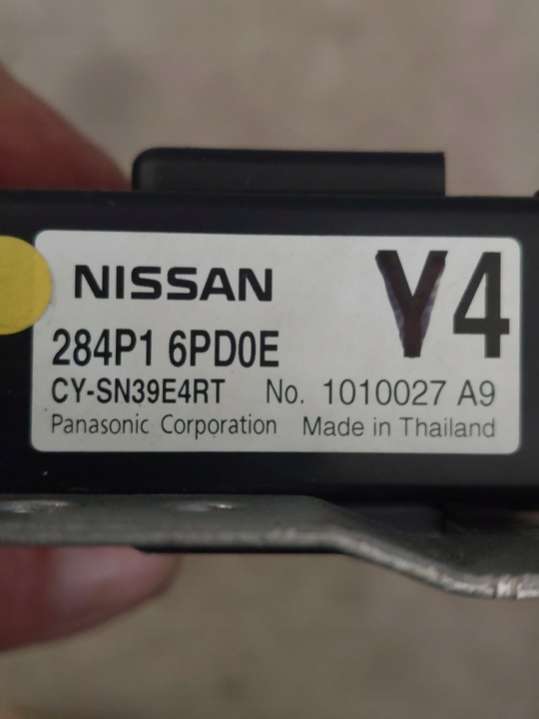 NISSAN
Y4
284P1 6PD0E
CY-SN39E4RT No. 1010027 A9
Panasonic Corporation Made in Thailand